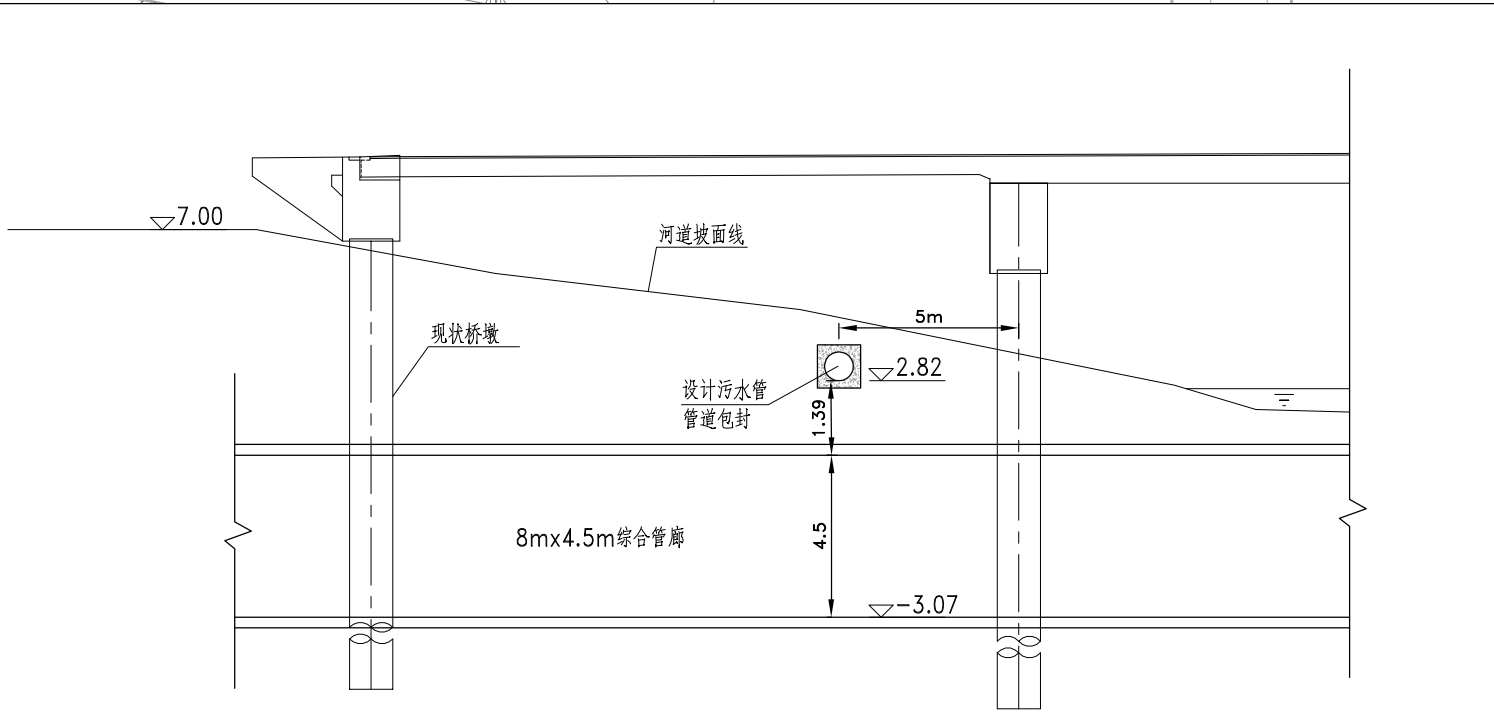 7.00
河道坡面线
5m
现状桥墩
2.82
设计污水管
管道包封
1.39
8mx4.5m综合管廊
4.5
-3.07